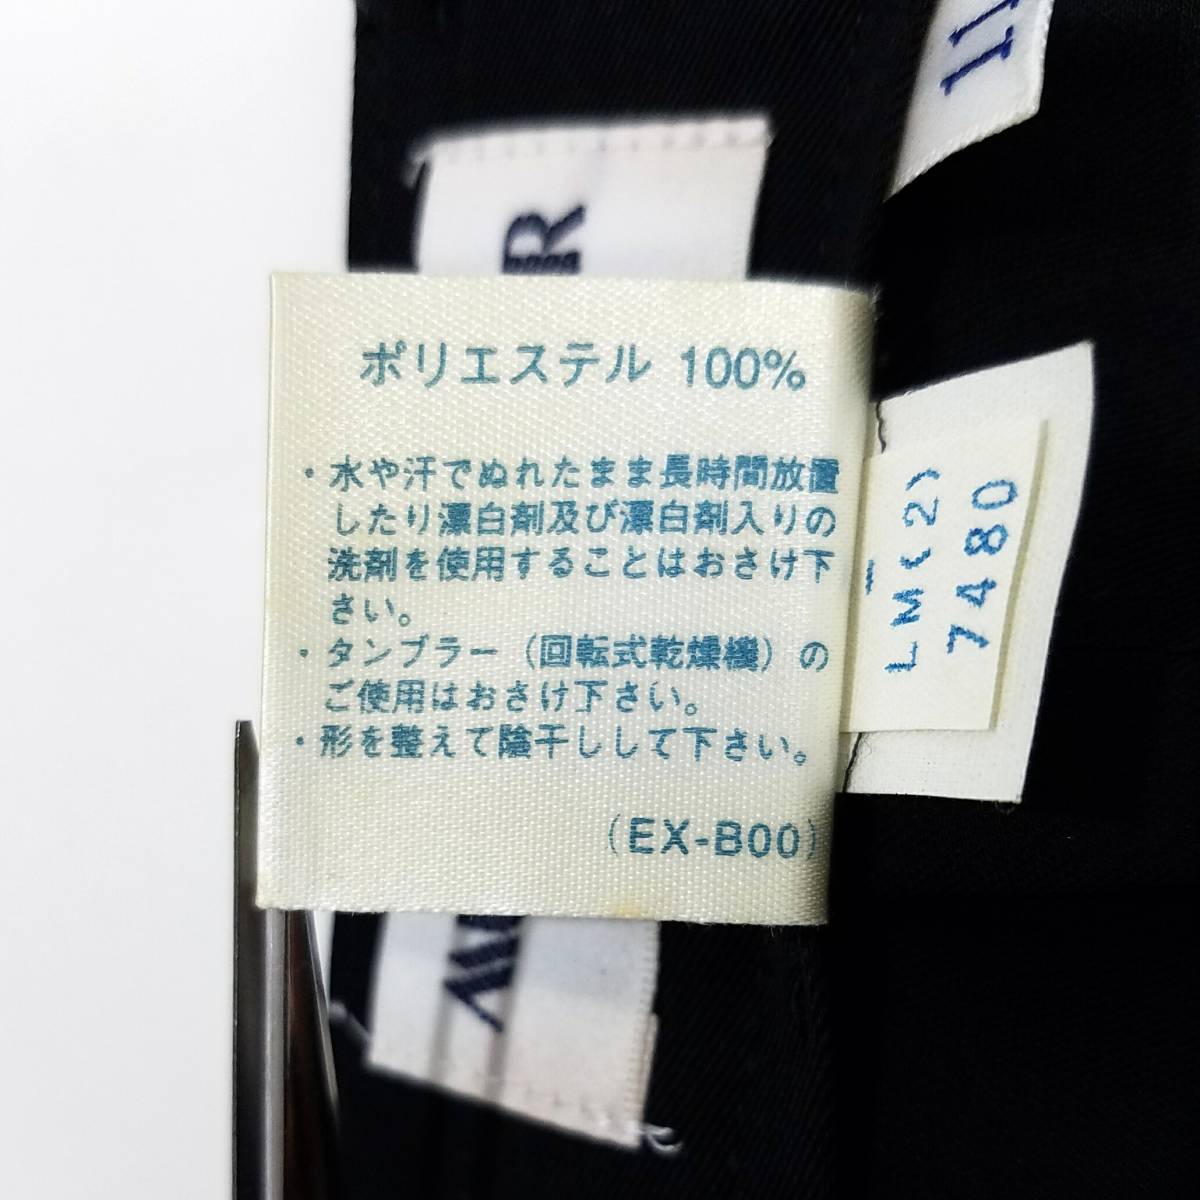 ポリエステル 100%
・水や汗でぬれたまま長時間放置
したり漂白剤及び漂白剤入りの
洗剤を使用することはおさけ下
さい。
・タンブラー（回転式乾燥機）の
ご使用はおさけ下さい。
・形を整えて陰干しして下さい。
(EX-B00)
LM(2)
7480
11
R